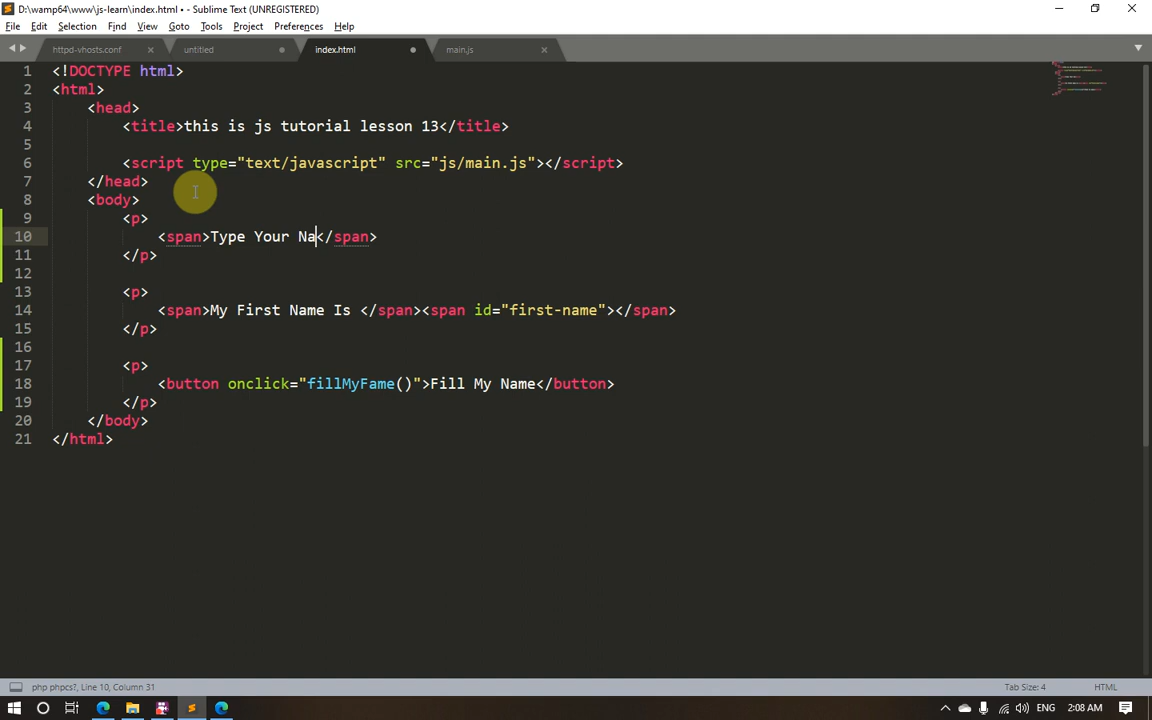 D:\wamp64\www\js-learn\index.html • - Sublime Text (UNREGISTERED)
File Edit Selection Find View Goto Tools Project Preferences Help
httpd-vhosts.conf untitled index.html main.js
1 <!DOCTYPE html>
2 <html>
3 <head>
4 <title>this is js tutorial lesson 13</title>
5
6 <script type="text/javascript" src="js/main.js"></script>
7 </head>
8 <body>
9 <p>
10 <span>Type Your Na</span>
11 </p>
12
13 <p>
14 <span>My First Name Is </span><span id="first-name"></span>
15 </p>
16
17 <p>
18 <button onclick="fillMyFame()">Fill My Name</button>
19 </p>
20 </body>
21 </html>
php phpcs?, Line 10, Column 31 Tab Size: 4 HTML
ENG 2:08 AM